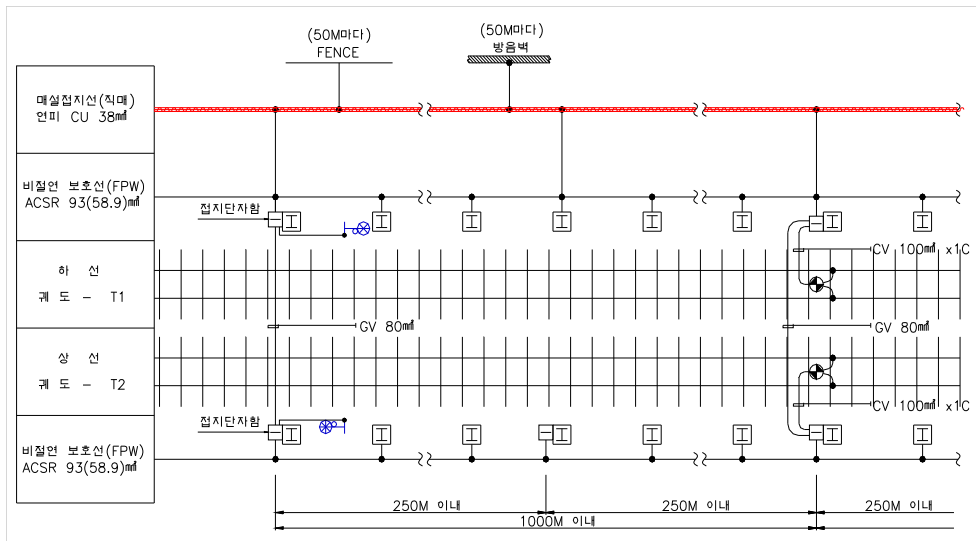 (50M마다)
FENCE
(50M마다)
방음벽
매설접지선(직매)
연피 CU 38㎟
비절연 보호선(FPW)
ACSR 93(58.9)㎟
접지단자함
CV 100㎟ x1C
하 선
궤 도 - T1
GV 80㎟
GV 80㎟
상 선
궤 도 - T2
CV 100㎟ x1C
접지단자함
비절연 보호선(FPW)
ACSR 93(58.9)㎟
250M 이내
250M 이내
250M 이내
1000M 이내